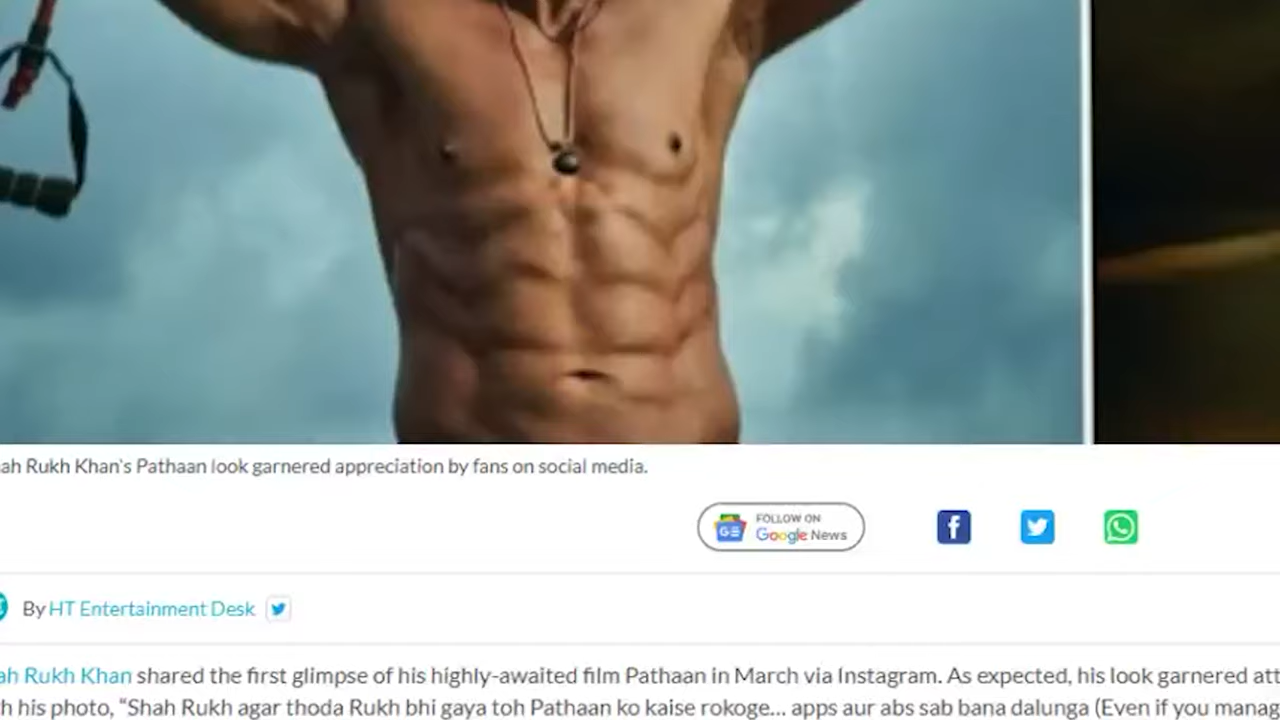 ah Rukh Khan's Pathaan look garnered appreciation by fans on social media.
FOLLOW ON
Google News
By HT Entertainment Desk
ah Rukh Khan shared the first glimpse of his highly-awaited film Pathaan in March via Instagram. As expected, his look garnered att
h his photo, “Shah Rukh agar thoda Rukh bhi gaya toh Pathaan ko kaise rokoge... apps aur abs sab bana dalunga (Even if you manag